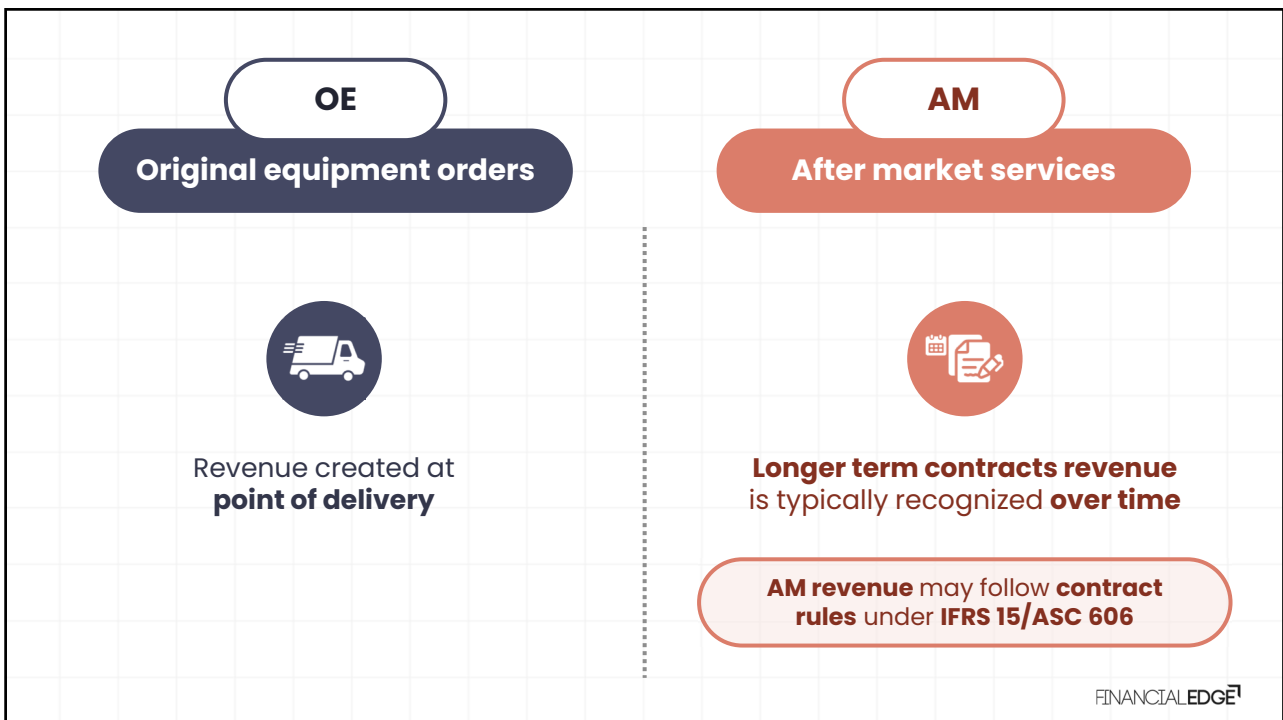 OE
Original equipment orders
Revenue created at
point of delivery
AM
After market services
Longer term contracts revenue
is typically recognized over time
AM revenue may follow contract
rules under IFRS 15/ASC 606
FINANCIALEDGE